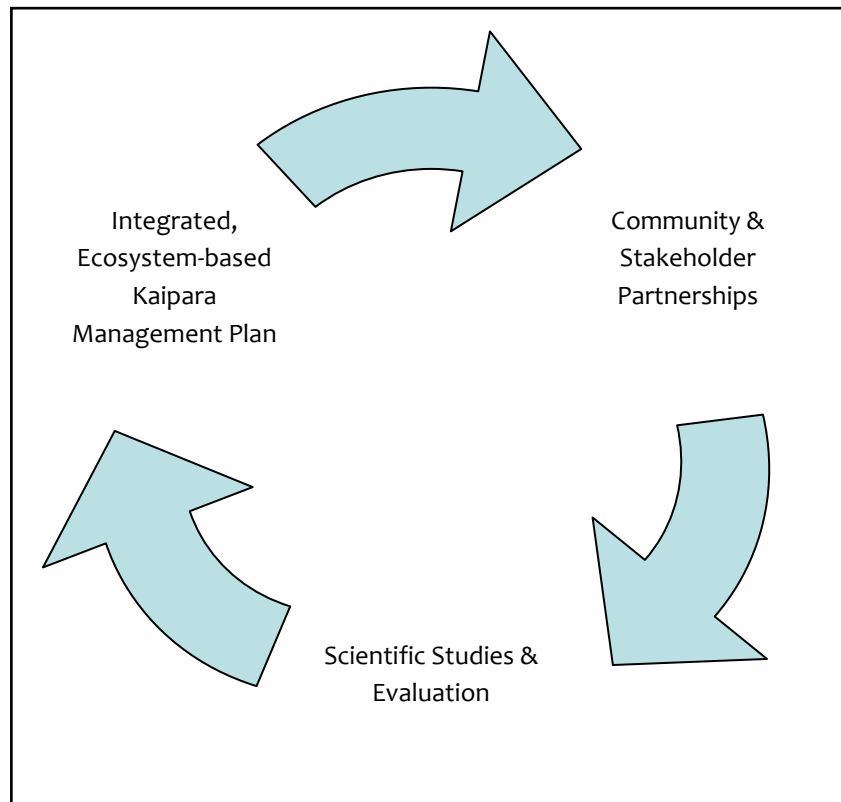 Integrated,
Ecosystem-based
Kaipara
Management Plan
Community &
Stakeholder
Partnerships
Scientific Studies &
Evaluation